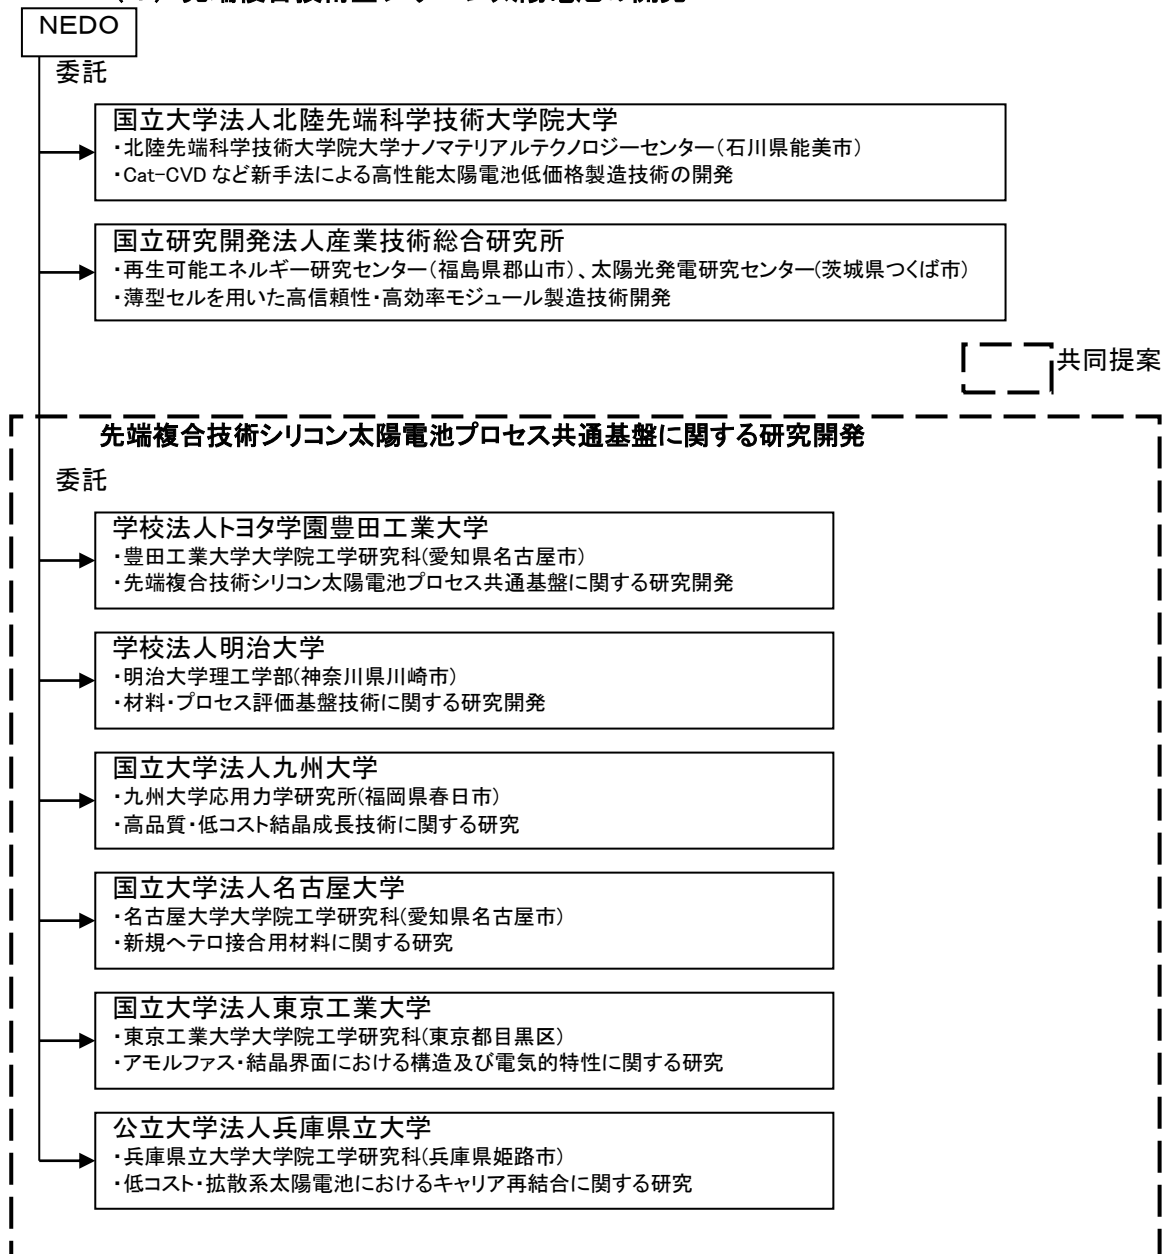 NEDO
委託
国立大学法人北陸先端科学技術大学院大学
・北陸先端科学技術大学院大学ナノマテリアルテクノロジーセンター（石川県能美市）
・Cat-CVD など新手法による高性能太陽電池低価格製造技術の開発
国立研究開発法人産業技術総合研究所
・再生可能エネルギー研究センター（福島県郡山市）、太陽光発電研究センター(茨城県つくば市）
・薄型セルを用いた高信頼性・高効率モジュール製造技術開発
共同提案
先端複合技術シリコン太陽電池プロセス共通基盤に関する研究開発
委託
学校法人トヨタ学園豊田工業大学
・豊田工業大学大学院工学研究科(愛知県名古屋市）
・先端複合技術シリコン太陽電池プロセス共通基盤に関する研究開発
学校法人明治大学
・明治大学理工学部(神奈川県川崎市）
・材料・プロセス評価基盤技術に関する研究開発
国立大学法人九州大学
・九州大学応用力学研究所(福岡県春日市）
・高品質・低コスト結晶成長技術に関する研究
国立大学法人名古屋大学
・名古屋大学大学院工学研究科(愛知県名古屋市）
・新規ヘテロ接合用材料に関する研究
国立大学法人東京工業大学
・東京工業大学大学院工学研究科(東京都目黒区）
・アモルファス・結晶界面における構造及び電気的特性に関する研究
公立大学法人兵庫県立大学
・兵庫県立大学大学院工学研究科(兵庫県姫路市）
・低コスト・拡散系太陽電池におけるキャリア再結合に関する研究